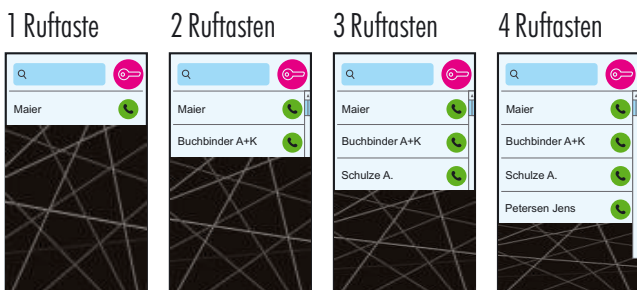 1 Ruftaste
Maier
2 Ruftasten
Maier
Buchbinder A+K
3 Ruftasten
Maier
Buchbinder A+K
Schulze A.
4 Ruftasten
Maier
Buchbinder A+K
Schulze A.
Petersen Jens